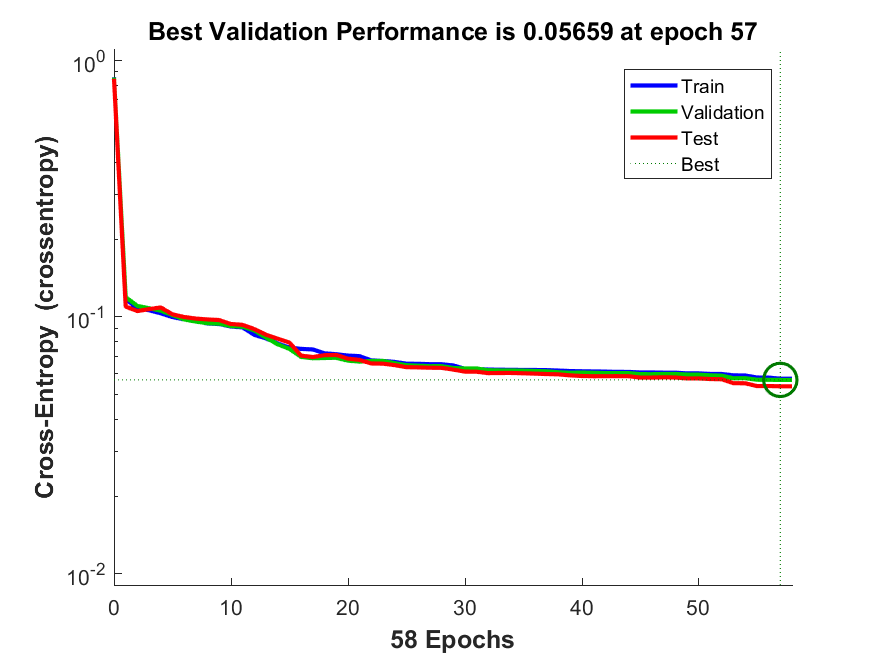 Best Validation Performance is 0.05659 at epoch 57
10^0
10^-1
10^-2
Cross-Entropy (crossentropy)
Train
Validation
Test
Best
0 10 20 30 40 50
58 Epochs